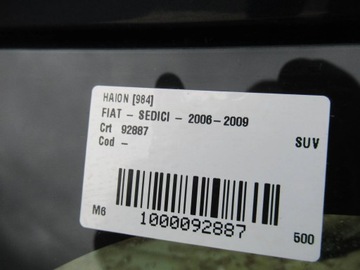 HAION [984]
FIAT - SEDICI - 2006-2009
Crt 92887
Cod - SUV
M6 1000092887 500